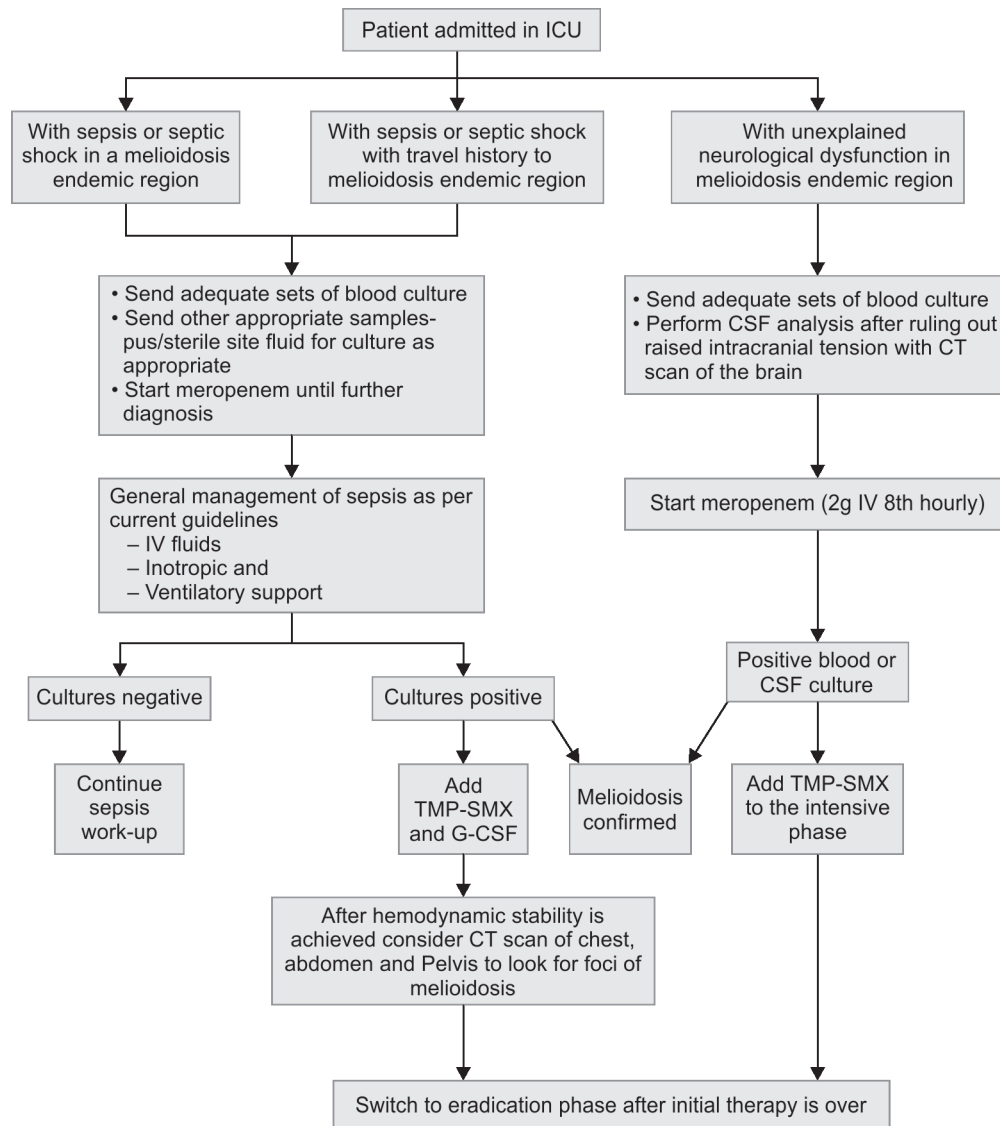 Patient admitted in ICU
With sepsis or septic
shock in a melioidosis
endemic region
With sepsis or septic shock
with travel history to
melioidosis endemic region
With unexplained
neurological dysfunction in
melioidosis endemic region
• Send adequate sets of blood culture
• Send other appropriate samples-
pus/sterile site fluid for culture as
appropriate
• Start meropenem until further
diagnosis
• Send adequate sets of blood culture
• Perform CSF analysis after ruling out
raised intracranial tension with CT
scan of the brain
General management of sepsis as per
current guidelines
– IV fluids
– Inotropic and
– Ventilatory support
Start meropenem (2g IV 8th hourly)
Cultures negative
Cultures positive
Positive blood or
CSF culture
Continue
sepsis
work-up
Add
TMP-SMX
and G-CSF
Melioidosis
confirmed
Add TMP-SMX
to the intensive
phase
After hemodynamic stability is
achieved consider CT scan of chest,
abdomen and Pelvis to look for foci of
melioidosis
Switch to eradication phase after initial therapy is over